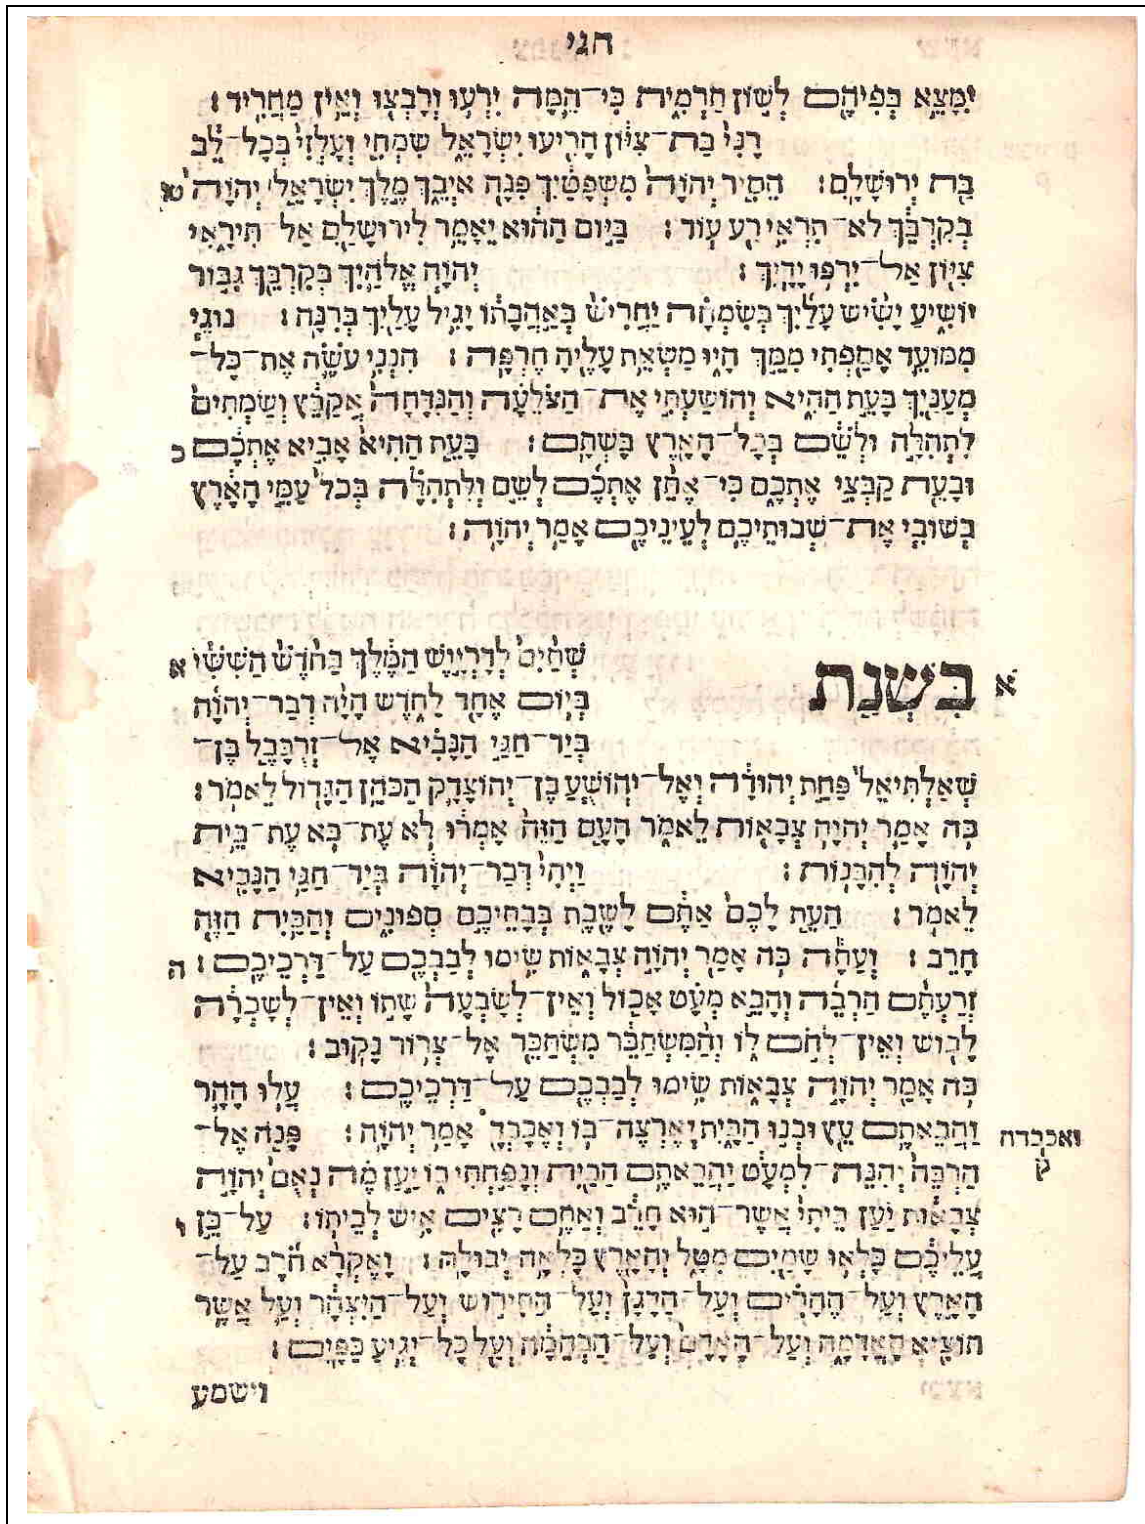 חגי
יִמָּצֵא בְּפִיהֶם לְשׁוֹן תַּרְמִית כִּי־הֵמָּה יִרְעוּ וְרָבְצוּ וְאֵין מַחֲרִיד׃
רָנִּי בַּת־צִיּוֹן הָרִיעוּ יִשְׂרָאֵל שִׂמְחִי וְעָלְזִי בְּכָל־לֵב
בַּת יְרוּשָׁלָם׃ הֵסִיר יְהוָה מִשְׁפָּטַיִךְ פִּנָּה אֹיְבֵךְ מֶלֶךְ יִשְׂרָאֵל יְהוָה טו
בְּקִרְבֵּךְ לֹא־תִרְאִי רָע עוֹד׃ בַּיּוֹם הַהוּא יֵאָמֵר לִירוּשָׁלַם אַל־תִּירָאִי
צִיּוֹן אַל־יִרְפּוּ יָדָיִךְ׃ יְהוָה אֱלֹהַיִךְ בְּקִרְבֵּךְ גִּבּוֹר
יוֹשִׁיעַ יָשִׂישׂ עָלַיִךְ בְּשִׂמְחָה יַחֲרִישׁ בְּאַהֲבָתוֹ יָגִיל עָלַיִךְ בְּרִנָּה׃ נוּגֵי
מִמּוֹעֵד אָסַפְתִּי מִמֵּךְ הָיוּ מַשְׂאֵת עָלֶיהָ חֶרְפָּה׃ הִנְנִי עֹשֶׂה אֶת־כָּל־
מְעַנַּיִךְ בָּעֵת הַהִיא וְהוֹשַׁעְתִּי אֶת־הַצֹּלֵעָה וְהַנִּדָּחָה אֲקַבֵּץ וְשַׂמְתִּים
לִתְהִלָּה וּלְשֵׁם בְּכָל־הָאָרֶץ בָּשְׁתָּם׃ בָּעֵת הַהִיא אָבִיא אֶתְכֶם כ
וּבָעֵת קַבְּצִי אֶתְכֶם כִּי־אֶתֵּן אֶתְכֶם לְשֵׁם וְלִתְהִלָּה בְּכֹל עַמֵּי הָאָרֶץ
בְּשׁוּבִי אֶת־שְׁבוּתֵיכֶם לְעֵינֵיכֶם אָמַר יְהוָה׃
א בִּשְׁנַת שְׁתַּיִם לְדָרְיָוֶשׁ הַמֶּלֶךְ בַּחֹדֶשׁ הַשִּׁשִּׁי א
בְּיוֹם אֶחָד לַחֹדֶשׁ הָיָה דְבַר־יְהוָה
בְּיַד־חַגַּי הַנָּבִיא אֶל־זְרֻבָּבֶל בֶּן־
שְׁאַלְתִּיאֵל פַּחַת יְהוּדָה וְאֶל־יְהוֹשֻׁעַ בֶּן־יְהוֹצָדָק הַכֹּהֵן הַגָּדוֹל לֵאמֹר׃
כֹּה אָמַר יְהוָה צְבָאוֹת לֵאמֹר הָעָם הַזֶּה אָמְרוּ לֹא עֶת־בֹּא עֶת־בֵּית
יְהוָה לְהִבָּנוֹת׃ וַיְהִי דְּבַר־יְהוָה בְּיַד־חַגַּי הַנָּבִיא
לֵאמֹר׃ הַעֵת לָכֶם אַתֶּם לָשֶׁבֶת בְּבָתֵּיכֶם סְפוּנִים וְהַבַּיִת הַזֶּה
חָרֵב׃ וְעַתָּה כֹּה אָמַר יְהוָה צְבָאוֹת שִׂימוּ לְבַבְכֶם עַל־דַּרְכֵיכֶם׃ ה
זְרַעְתֶּם הַרְבֵּה וְהָבֵא מְעָט אָכוֹל וְאֵין־לְשָׂבְעָה שָׁתוֹ וְאֵין־לְשָׁכְרָה
לָבוֹשׁ וְאֵין־לְחֹם לוֹ וְהַמִּשְׂתַּכֵּר מִשְׂתַּכֵּר אֶל־צְרוֹר נָקוּב׃
כֹּה אָמַר יְהוָה צְבָאוֹת שִׂימוּ לְבַבְכֶם עַל־דַּרְכֵיכֶם׃ עֲלוּ הָהָר
וַהֲבֵאתֶם עֵץ וּבְנוּ הַבָּיִת וְאֶרְצֶה־בּוֹ וְאֶכָּבְדָ אָמַר יְהוָה׃ פָּנֹה אֶל־ ואכבדה
ק
הַרְבֵּה וְהִנֵּה־לִמְעָט וַהֲבֵאתֶם הַבַּיִת וְנָפַחְתִּי בוֹ יַעַן מֶה נְאֻם יְהוָה
צְבָאוֹת יַעַן בֵּיתִי אֲשֶׁר־הוּא חָרֵב וְאַתֶּם רָצִים אִישׁ לְבֵיתוֹ׃ עַל־כֵּן י
עֲלֵיכֶם כָּלְאוּ שָׁמַיִם מִטָּל וְהָאָרֶץ כָּלְאָה יְבוּלָהּ׃ וָאֶקְרָא חֹרֶב עַל־
הָאָרֶץ וְעַל־הֶהָרִים וְעַל־הַדָּגָן וְעַל־הַתִּירוֹשׁ וְעַל־הַיִּצְהָר וְעַל אֲשֶׁר
תּוֹצִיא הָאֲדָמָה וְעַל־הָאָדָם וְעַל־הַבְּהֵמָה וְעַל כָּל־יְגִיעַ כַּפָּיִם׃
וישמע